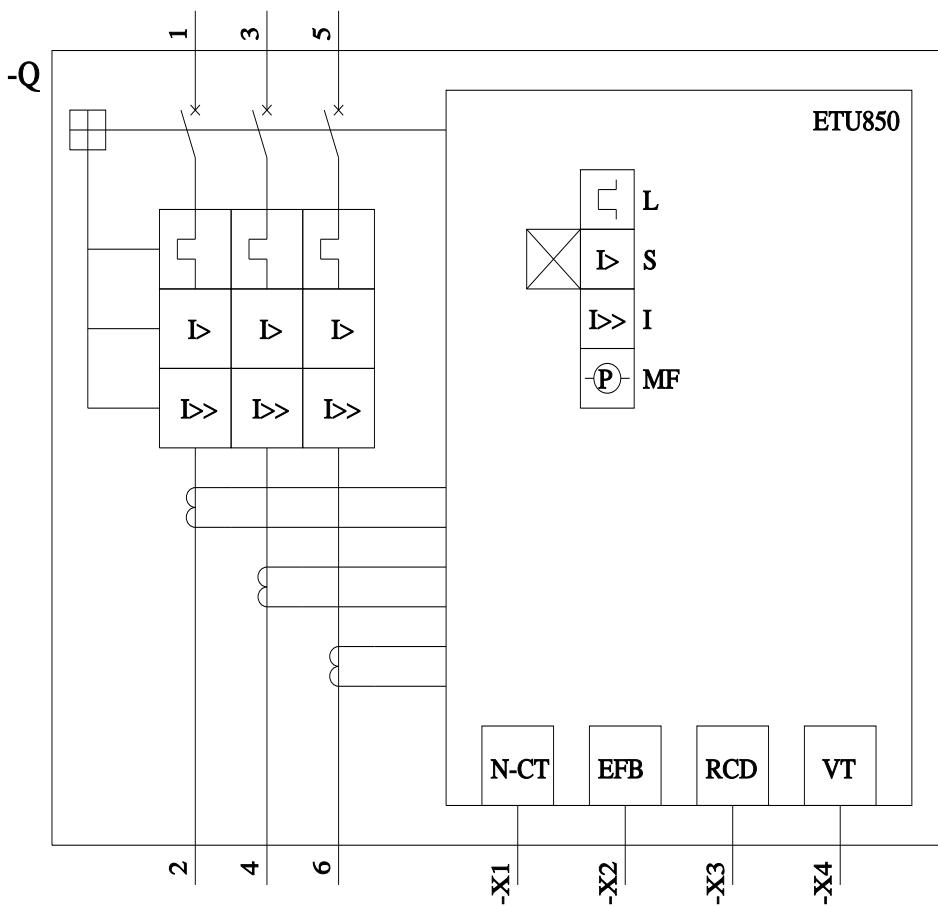 1 3 5
-Q
ETU850
L
I> S
I> I> I> I>> I
P MF
I>> I>> I>>
N-CT EFB RCD VT
2 4 6 -X1 -X2 -X3 -X4